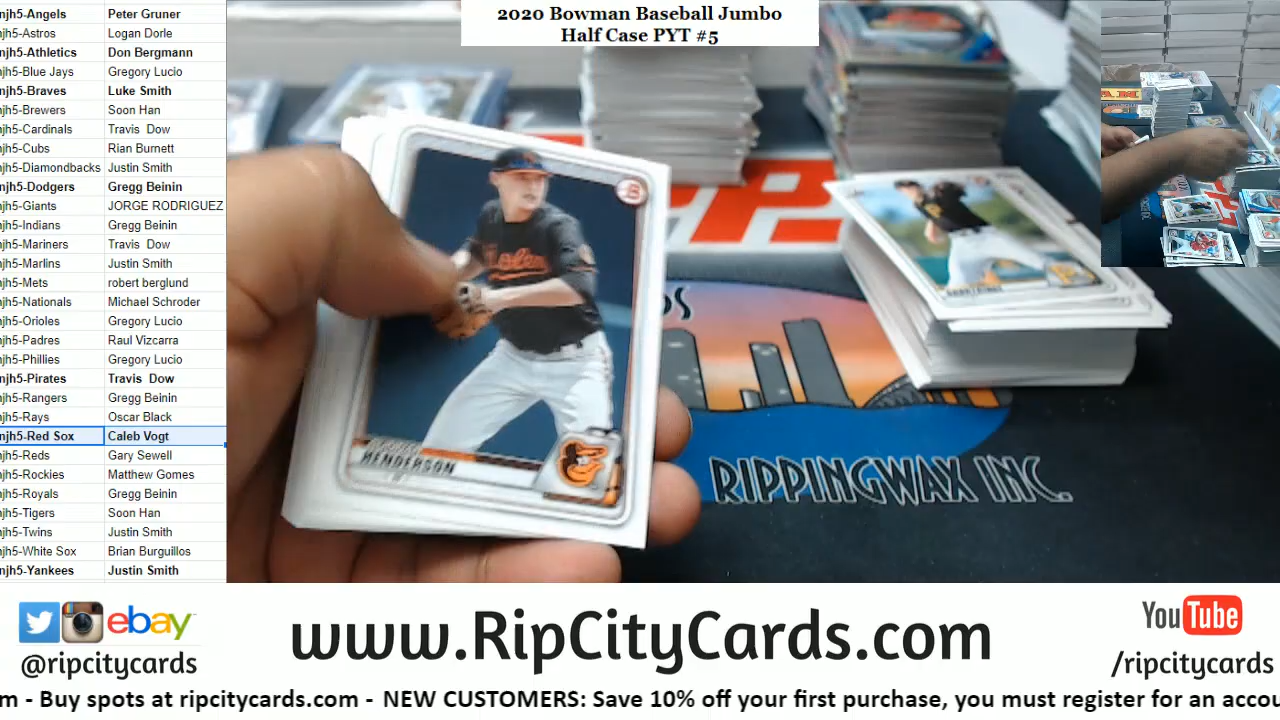 njh5-Angels Peter Gruner
njh5-Astros Logan Dorle
njh5-Athletics Don Bergmann
njh5-Blue Jays Gregory Lucio
njh5-Braves Luke Smith
njh5-Brewers Soon Han
njh5-Cardinals Travis Dow
njh5-Cubs Rian Burnett
njh5-Diamondbacks Justin Smith
njh5-Dodgers Gregg Beinin
njh5-Giants JORGE RODRIGUEZ
njh5-Indians Gregg Beinin
njh5-Mariners Travis Dow
njh5-Marlins Justin Smith
njh5-Mets robert berglund
njh5-Nationals Michael Schroder
njh5-Orioles Gregory Lucio
njh5-Padres Raul Vizcarra
njh5-Phillies Gregory Lucio
njh5-Pirates Travis Dow
njh5-Rangers Gregg Beinin
njh5-Rays Oscar Black
njh5-Red Sox Caleb Vogt
njh5-Reds Gary Sewell
njh5-Rockies Matthew Gomes
njh5-Royals Gregg Beinin
njh5-Tigers Soon Han
njh5-Twins Justin Smith
njh5-White Sox Brian Burguillos
njh5-Yankees Justin Smith
2020 Bowman Baseball Jumbo
Half Case PYT #5
B
HENDERSON
RIPPINGWAX INC.
ebay
@ripcitycards
www.RipCityCards.com
YouTube
/ripcitycards
m - Buy spots at ripcitycards.com - NEW CUSTOMERS: Save 10% off your first purchase, you must register for an accou